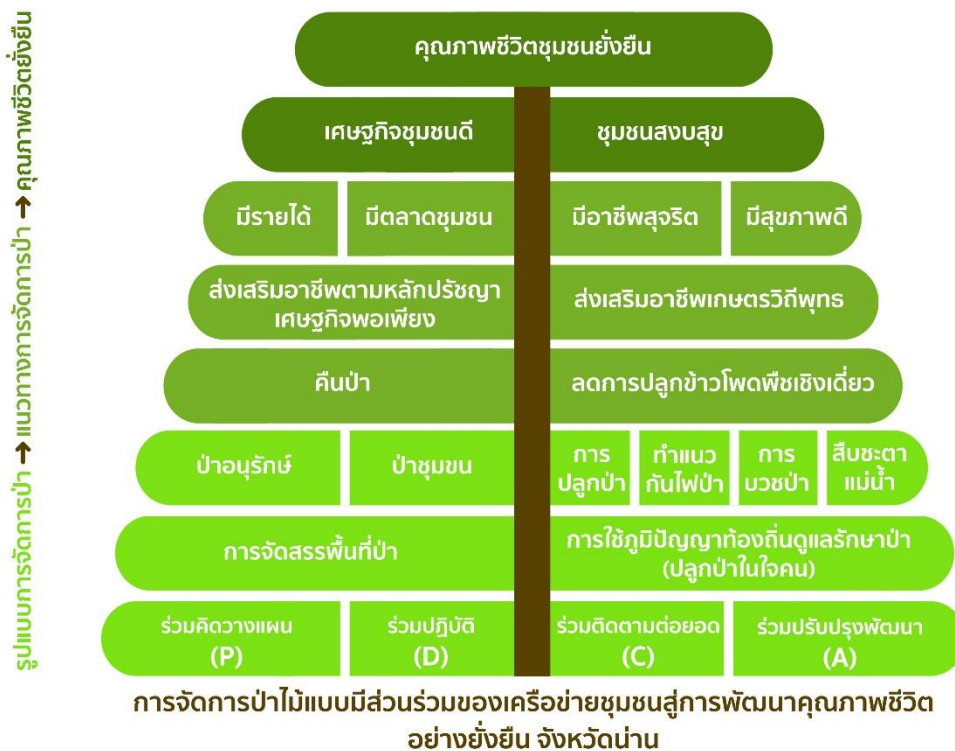 คุณภาพชีวิตชุมชนยั่งยืน
เศรษฐกิจชุมชนดี
ชุมชนสงบสุข
มีรายได้
มีตลาดชุมชน
มีอาชีพสุจริต
มีสุขภาพดี
ส่งเสริมอาชีพตามหลักปรัชญา
เศรษฐกิจพอเพียง
ส่งเสริมอาชีพเกษตรวิถีพุทธ
คืนป่า
ลดการปลูกข้าวโพดพืชเชิงเดี่ยว
ป่าอนุรักษ์
ป่าชุมขน
การ
ปลูกป่า
ทำแนว
กันไฟป่า
การ
บวชป่า
สืบชะตา
แม่น้ำ
การจัดสรรพื้นที่ป่า
การใช้ภูมิปัญญาท้องถิ่นดูแลรักษาป่า
(ปลูกป่าในใจคน)
ร่วมคิดวางแผน
(P)
ร่วมปฏิบัติ
(D)
ร่วมติดตามต่อยอด
(C)
ร่วมปรับปรุงพัฒนา
(A)
รูปแบบการจัดการป่า → แนวทางการจัดการป่า → คุณภาพชีวิตยั่งยืน
การจัดการป่าไม้แบบมีส่วนร่วมของเครือข่ายชุมชนสู่การพัฒนาคุณภาพชีวิต
อย่างยั่งยืน จังหวัดน่าน